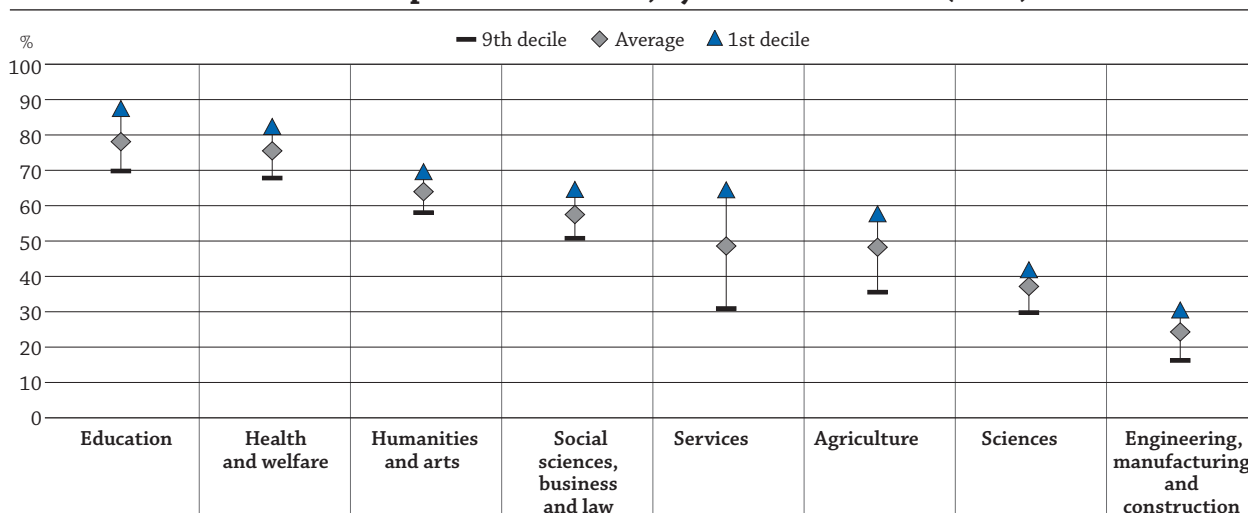 %
9th decile Average 1st decile
100
90
80
70
60
50
40
30
20
10
0
Education
Health
and welfare
Humanities
and arts
Social
sciences,
business
and law
Services
Agriculture
Sciences
Engineering,
manufacturing
and
construction